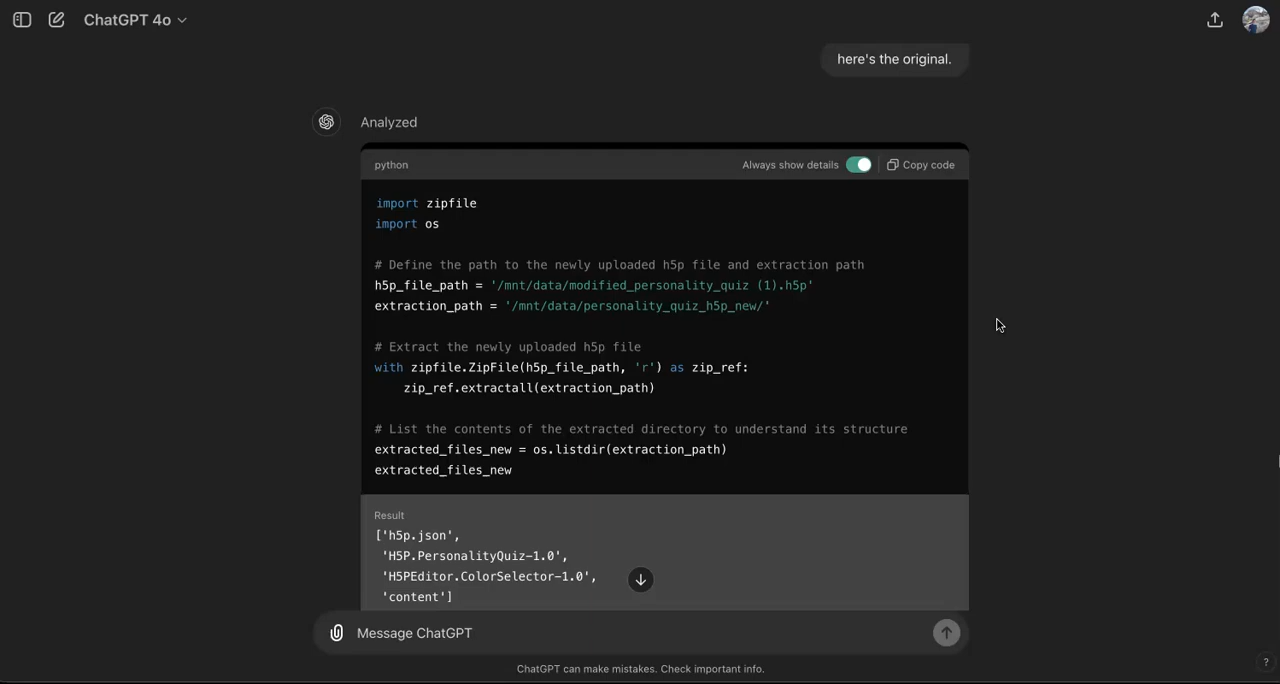 ChatGPT 4o
here's the original.
Analyzed
python
Always show details
Copy code
import zipfile
import os
# Define the path to the newly uploaded h5p file and extraction path
h5p_file_path = '/mnt/data/modified_personality_quiz (1).h5p'
extraction_path = '/mnt/data/personality_quiz_h5p_new/'
# Extract the newly uploaded h5p file
with zipfile.ZipFile(h5p_file_path, 'r') as zip_ref:
    zip_ref.extractall(extraction_path)
# List the contents of the extracted directory to understand its structure
extracted_files_new = os.listdir(extraction_path)
extracted_files_new
Result
['h5p.json',
 'H5P.PersonalityQuiz-1.0',
 'H5PEditor.ColorSelector-1.0',
 'content']
Message ChatGPT
ChatGPT can make mistakes. Check important info.
?